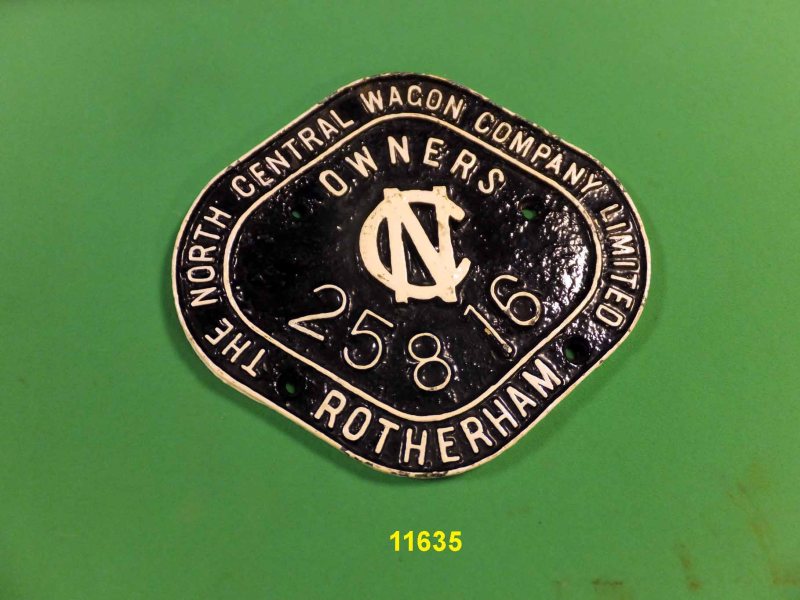 THE NORTH CENTRAL WAGON COMPANY LIMITED
OWNERS
NC
25816
ROTHERHAM
11635